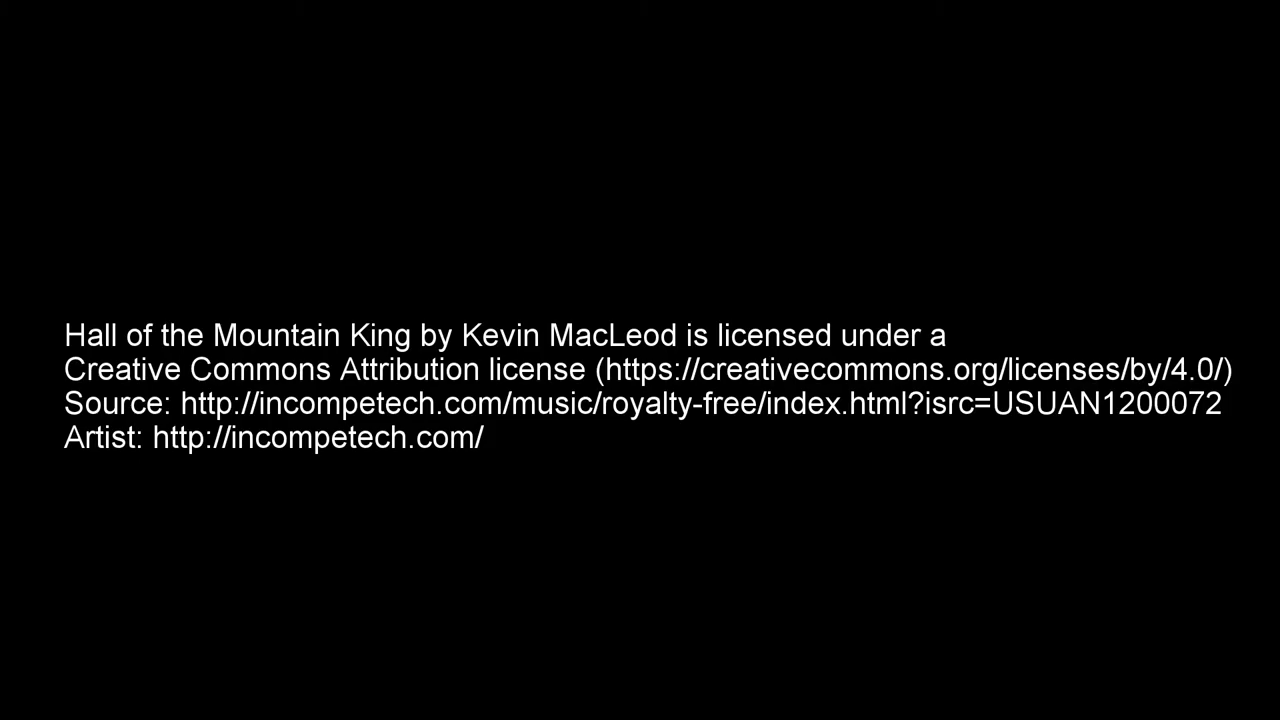 Hall of the Mountain King by Kevin MacLeod is licensed under a
Creative Commons Attribution license (https://creativecommons.org/licenses/by/4.0/)
Source: http://incompetech.com/music/royalty-free/index.html?isrc=USUAN1200072
Artist: http://incompetech.com/